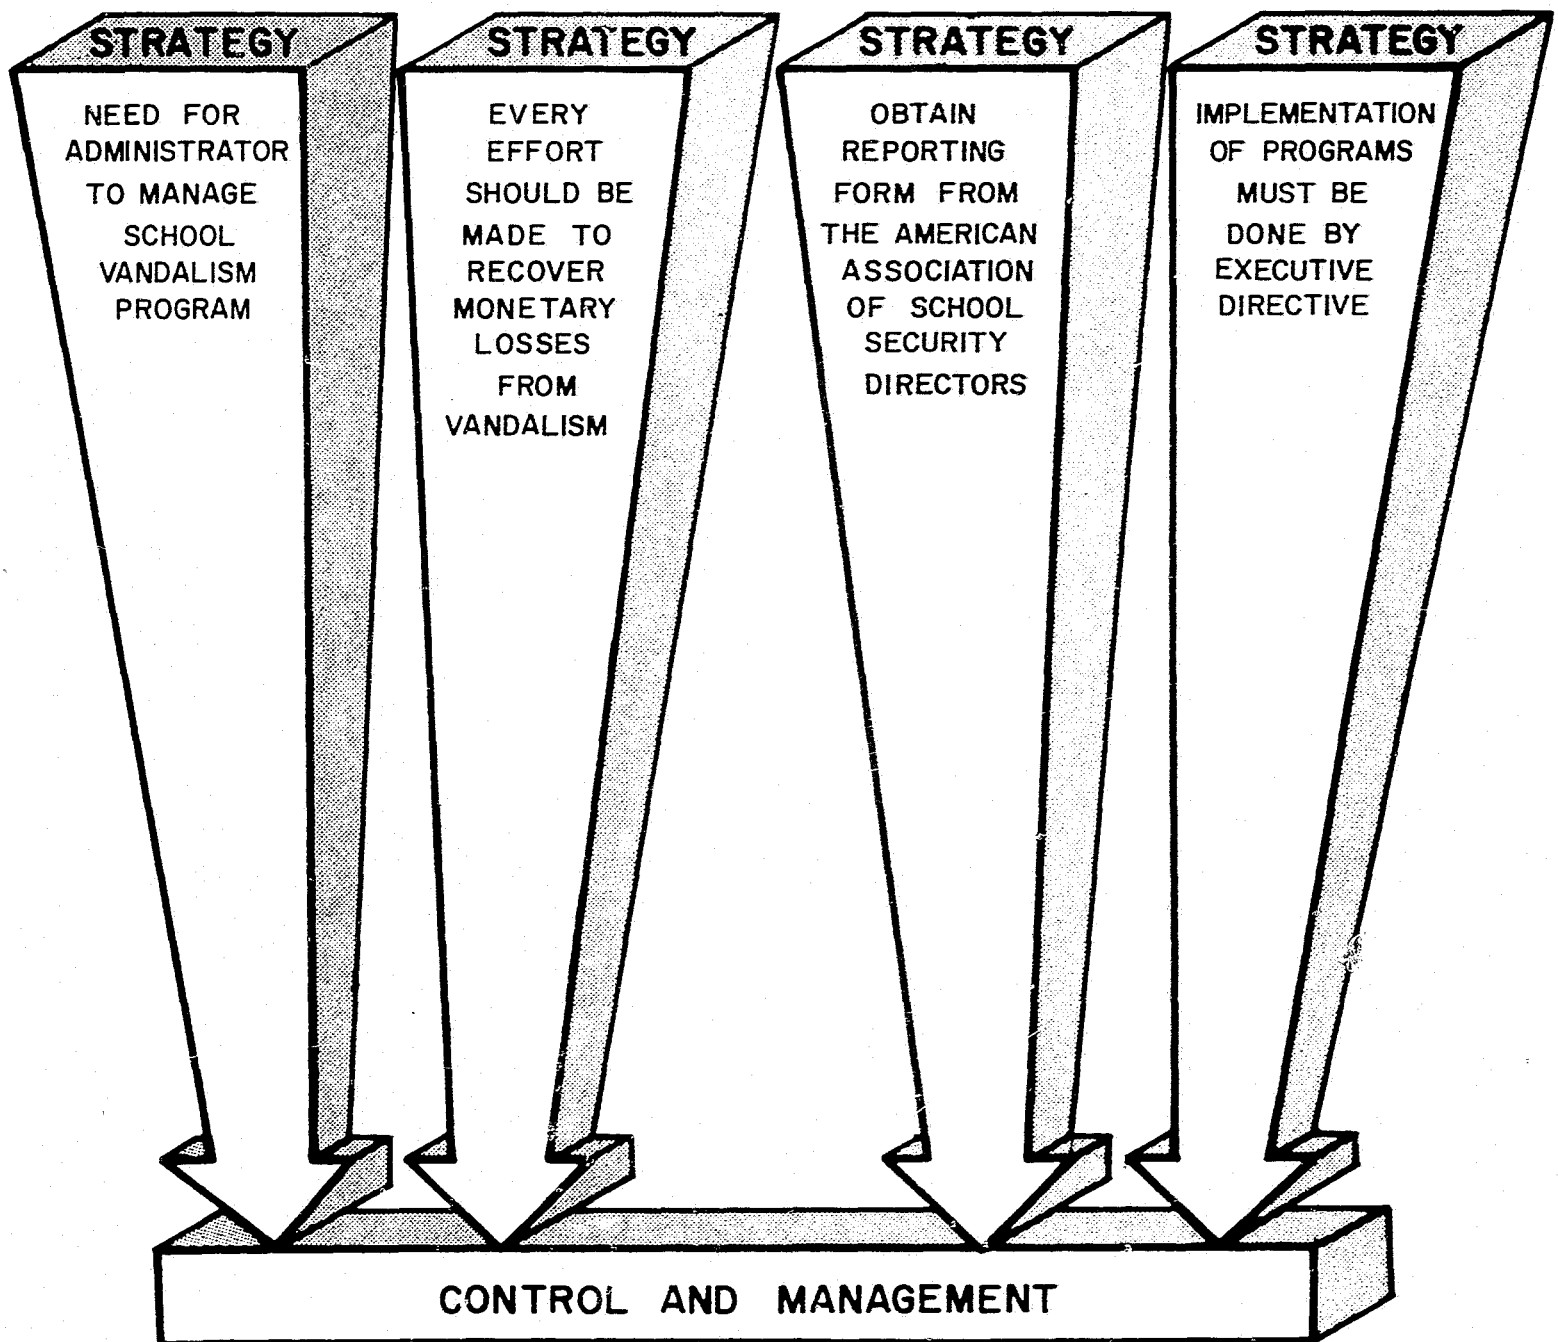 STRATEGY
NEED FOR
ADMINISTRATOR
TO MANAGE
SCHOOL
VANDALISM
PROGRAM
STRATEGY
EVERY
EFFORT
SHOULD BE
MADE TO
RECOVER
MONETARY
LOSSES
FROM
VANDALISM
STRATEGY
OBTAIN
REPORTING
FORM FROM
THE AMERICAN
ASSOCIATION
OF SCHOOL
SECURITY
DIRECTORS
STRATEGY
IMPLEMENTATION
OF PROGRAMS
MUST BE
DONE BY
EXECUTIVE
DIRECTIVE
CONTROL AND MANAGEMENT